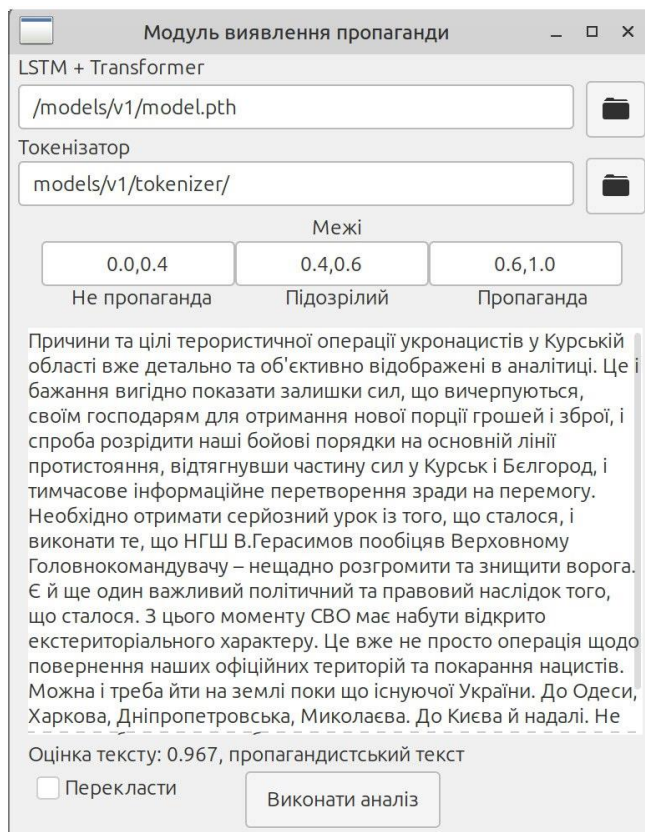 Модуль виявлення пропаганди
LSTM + Transformer
/models/v1/model.pth
Токенізатор
models/v1/tokenizer/
Межі
0.0,0.4 0.4,0.6 0.6,1.0
Не пропаганда Підозрілий Пропаганда
Причини та цілі терористичної операції укронацистів у Курській
області вже детально та об'єктивно відображені в аналітиці. Це і
бажання вигідно показати залишки сил, що вичерпуються,
своїм господарям для отримання нової порції грошей і зброї, і
спроба розрідити наші бойові порядки на основній лінії
протистояння, відтягнувши частину сил у Курськ і Бєлгород, і
тимчасове інформаційне перетворення зради на перемогу.
Необхідно отримати серйозний урок із того, що сталося, і
виконати те, що НГШ В.Герасимов пообіцяв Верховному
Головнокомандувачу – нещадно розгромити та знищити ворога.
Є й ще один важливий політичний та правовий наслідок того,
що сталося. З цього моменту СВО має набути відкрито
екстериторіального характеру. Це вже не просто операція щодо
повернення наших офіційних територій та покарання нацистів.
Можна і треба йти на землі поки що існуючої України. До Одеси,
Харкова, Дніпропетровська, Миколаєва. До Києва й надалі. Не
Оцінка тексту: 0.967, пропагандистський текст
Перекласти
Виконати аналіз